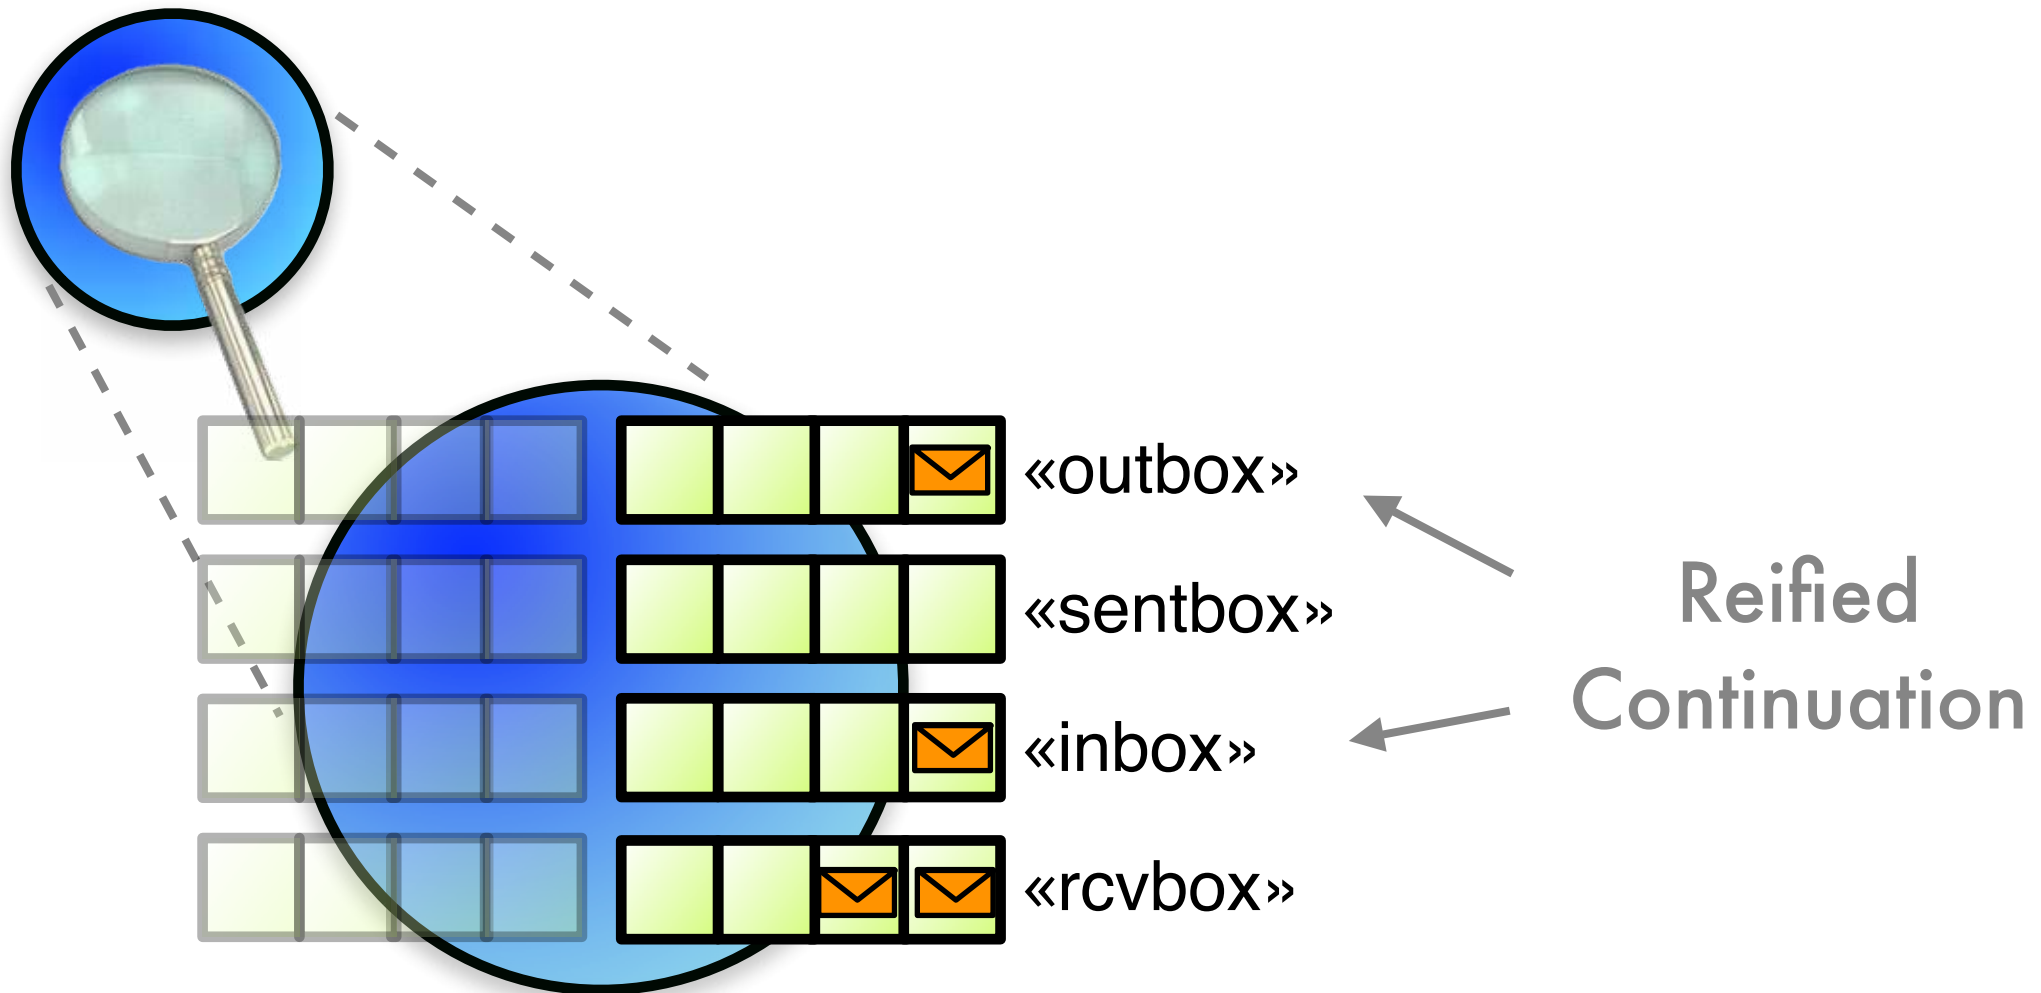 «outbox»
«sentbox»
«inbox»
«rcvbox»
Reified
Continuation